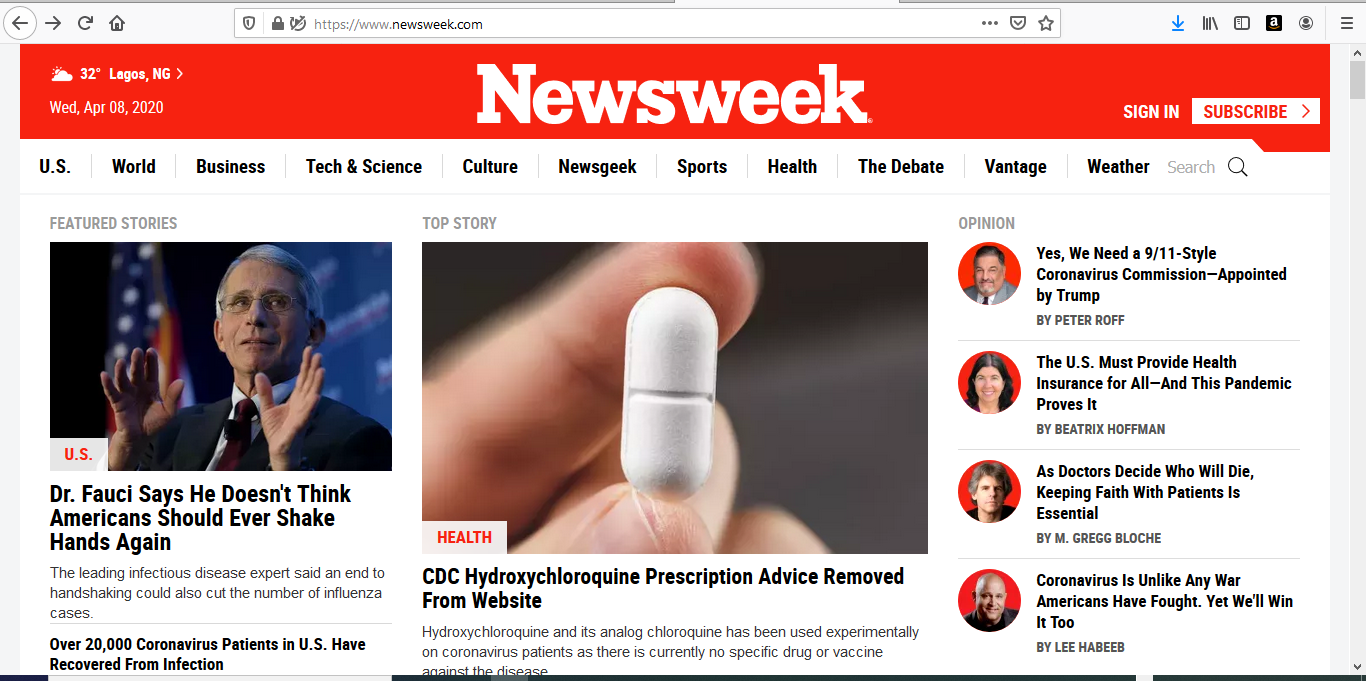 https://www.newsweek.com
32° Lagos, NG
Wed, Apr 08, 2020
Newsweek
SIGN IN
SUBSCRIBE
U.S.
World
Business
Tech & Science
Culture
Newsgeek
Sports
Health
The Debate
Vantage
Weather
Search
FEATURED STORIES
U.S.
Dr. Fauci Says He Doesn't Think
Americans Should Ever Shake
Hands Again
The leading infectious disease expert said an end to
handshaking could also cut the number of influenza
cases.
Over 20,000 Coronavirus Patients in U.S. Have
Recovered From Infection
TOP STORY
HEALTH
CDC Hydroxychloroquine Prescription Advice Removed
From Website
Hydroxychloroquine and its analog chloroquine has been used experimentally
on coronavirus patients as there is currently no specific drug or vaccine
against the disease
OPINION
Yes, We Need a 9/11-Style
Coronavirus Commission—Appointed
by Trump
BY PETER ROFF
The U.S. Must Provide Health
Insurance for All—And This Pandemic
Proves It
BY BEATRIX HOFFMAN
As Doctors Decide Who Will Die,
Keeping Faith With Patients Is
Essential
BY M. GREGG BLOCHE
Coronavirus Is Unlike Any War
Americans Have Fought. Yet We'll Win
It Too
BY LEE HABEEB